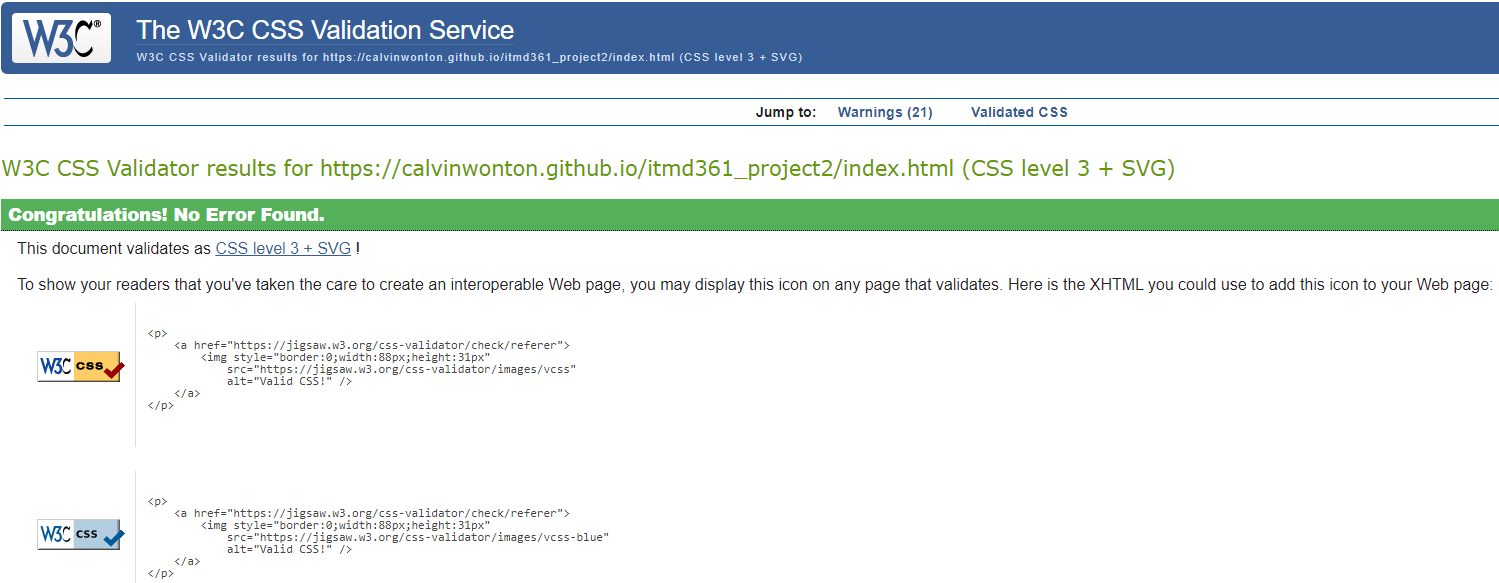 W3C® The W3C CSS Validation Service
W3C CSS Validator results for https://calvinwonton.github.io/itmd361_project2/index.html (CSS level 3 + SVG)
Jump to: Warnings (21) Validated CSS
W3C CSS Validator results for https://calvinwonton.github.io/itmd361_project2/index.html (CSS level 3 + SVG)
Congratulations! No Error Found.
This document validates as CSS level 3 + SVG !
To show your readers that you've taken the care to create an interoperable Web page, you may display this icon on any page that validates. Here is the XHTML you could use to add this icon to your Web page:
W3C css
<p>
    <a href="https://jigsaw.w3.org/css-validator/check/referer">
        <img style="border:0;width:88px;height:31px"
            src="https://jigsaw.w3.org/css-validator/images/vcss"
            alt="Valid CSS!" />
    </a>
</p>
W3C css
<p>
    <a href="https://jigsaw.w3.org/css-validator/check/referer">
        <img style="border:0;width:88px;height:31px"
            src="https://jigsaw.w3.org/css-validator/images/vcss-blue"
            alt="Valid CSS!" />
    </a>
</p>